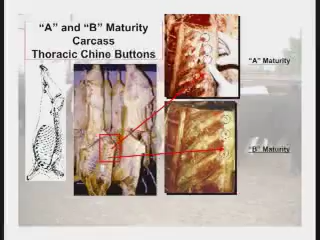 “A” and “B” Maturity
Carcass
Thoracic Chine Buttons
“A” Maturity
“B” Maturity